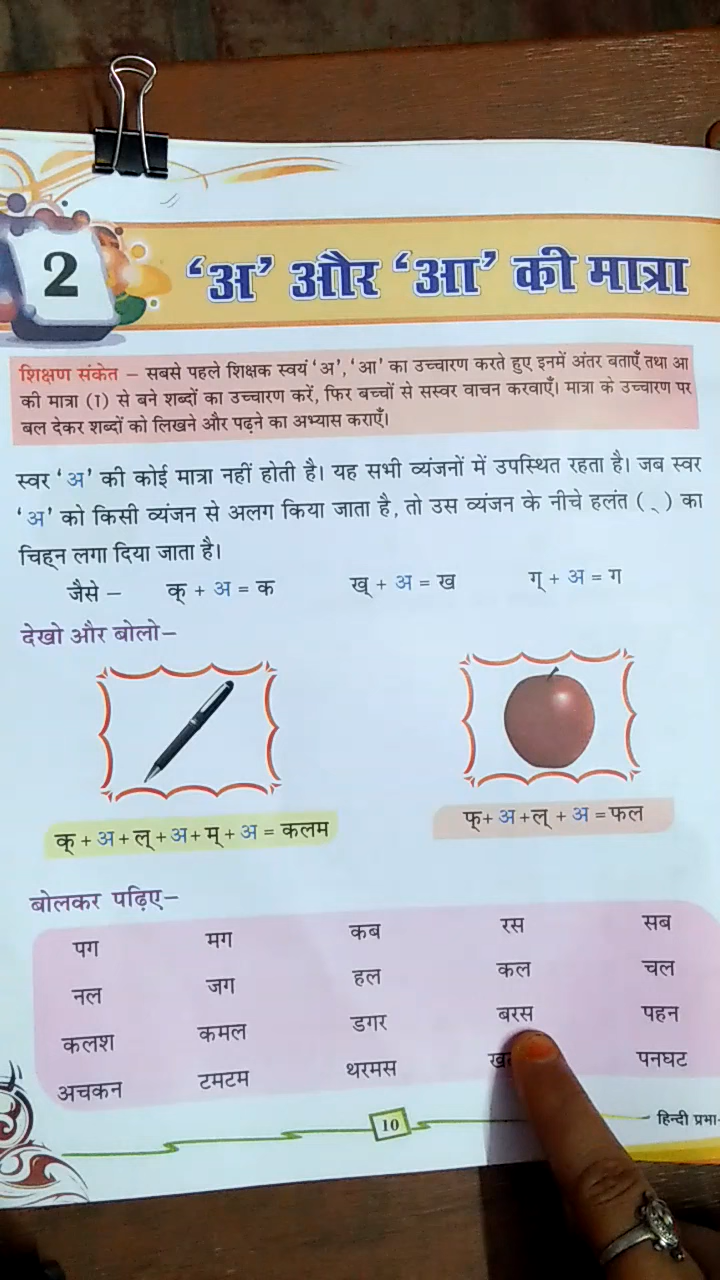 2
‘अ’ और ‘आ’ की मात्रा
शिक्षण संकेत – सबसे पहले शिक्षक स्वयं ‘अ’, ‘आ’ का उच्चारण करते हुए इनमें अंतर बताएँ तथा आ
की मात्रा (ा) से बने शब्दों का उच्चारण करें, फिर बच्चों से सस्वर वाचन करवाएँ। मात्रा के उच्चारण पर
बल देकर शब्दों को लिखने और पढ़ने का अभ्यास कराएँ।
स्वर ‘अ’ की कोई मात्रा नहीं होती है। यह सभी व्यंजनों में उपस्थित रहता है। जब स्वर
‘अ’ को किसी व्यंजन से अलग किया जाता है, तो उस व्यंजन के नीचे हलंत (्) का
चिह्न लगा दिया जाता है।
जैसे – क् + अ = क ख् + अ = ख ग् + अ = ग
देखो और बोलो–
क् + अ + ल् + अ + म् + अ = कलम फ् + अ + ल् + अ = फल
बोलकर पढ़िए–
पग मग कब रस सब
नल जग हल कल चल
कलश कमल डगर बरस पहन
अचकन टमटम थरमस पनघट
10
हिन्दी प्रभा-